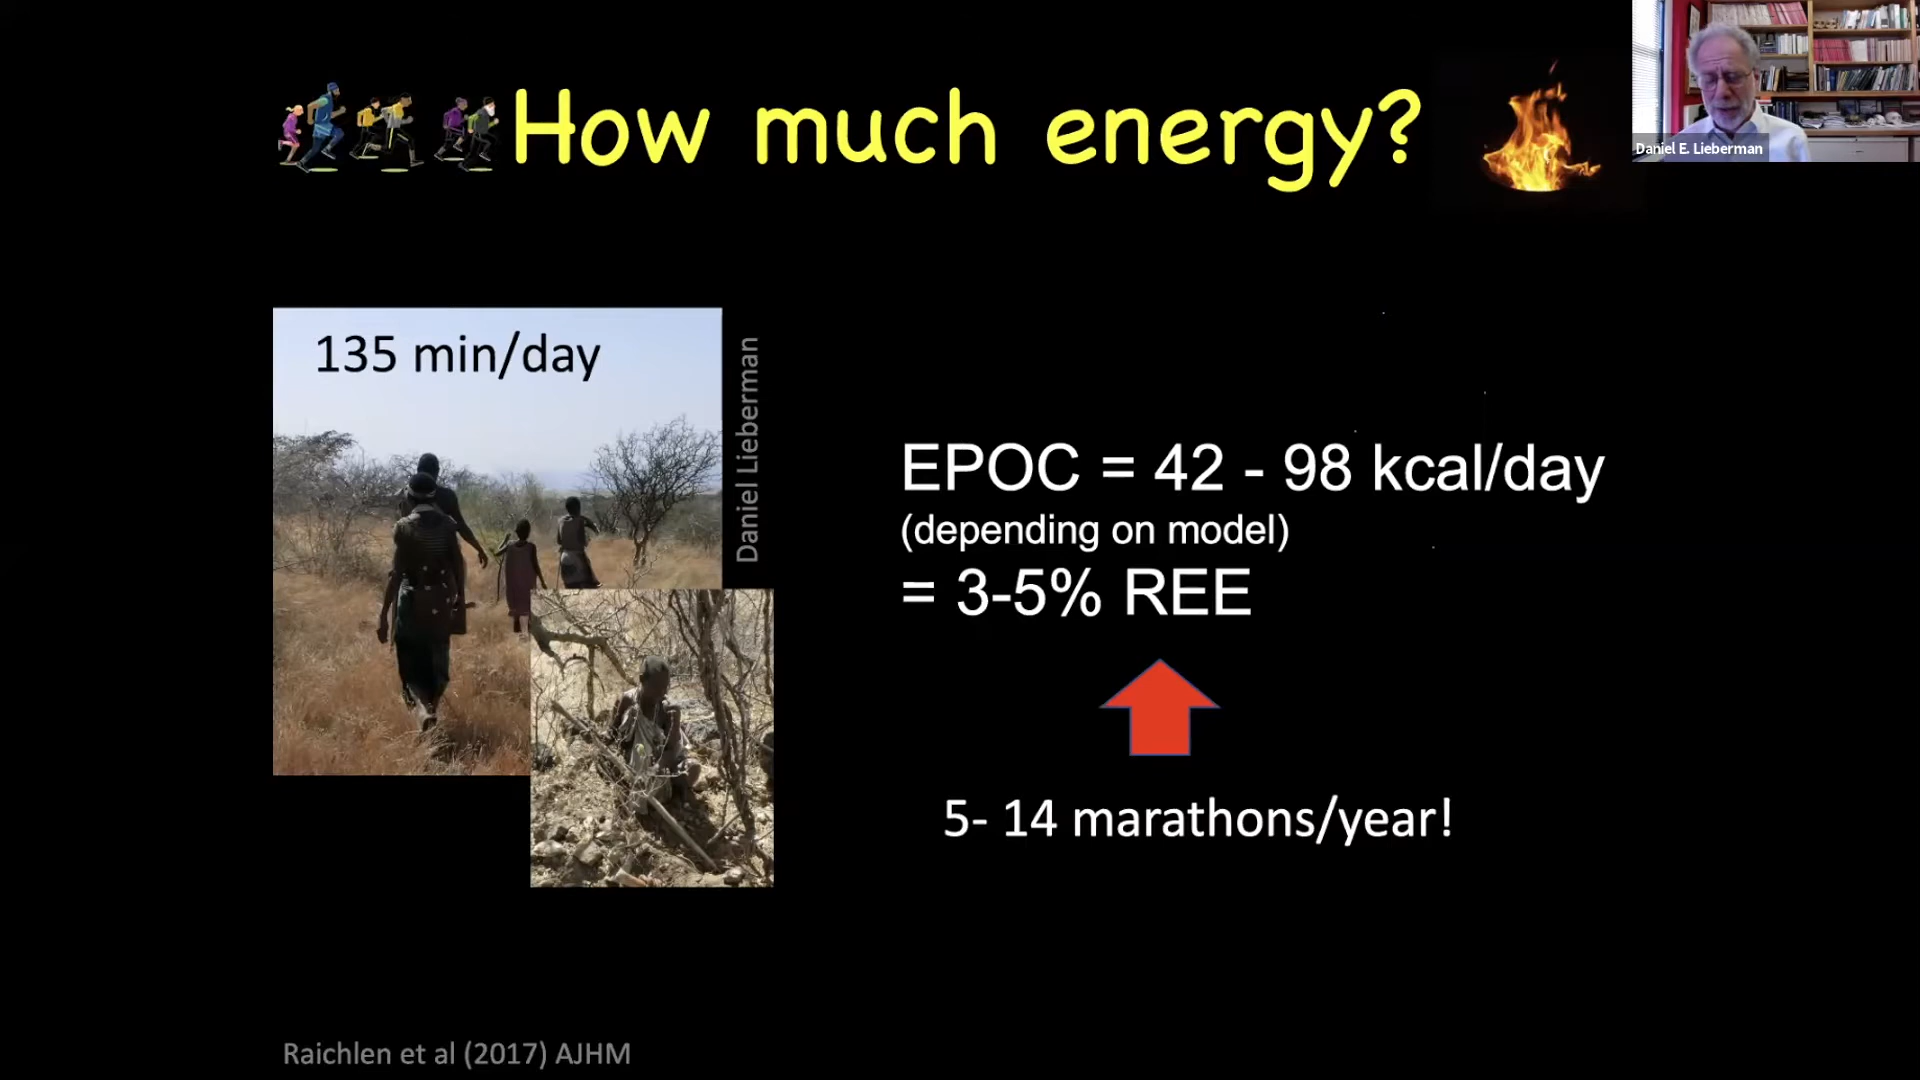 How much energy?
Daniel E. Lieberman
135 min/day
Daniel Lieberman
EPOC = 42 - 98 kcal/day
(depending on model)
= 3-5% REE
5- 14 marathons/year!
Raichlen et al (2017) AJHM